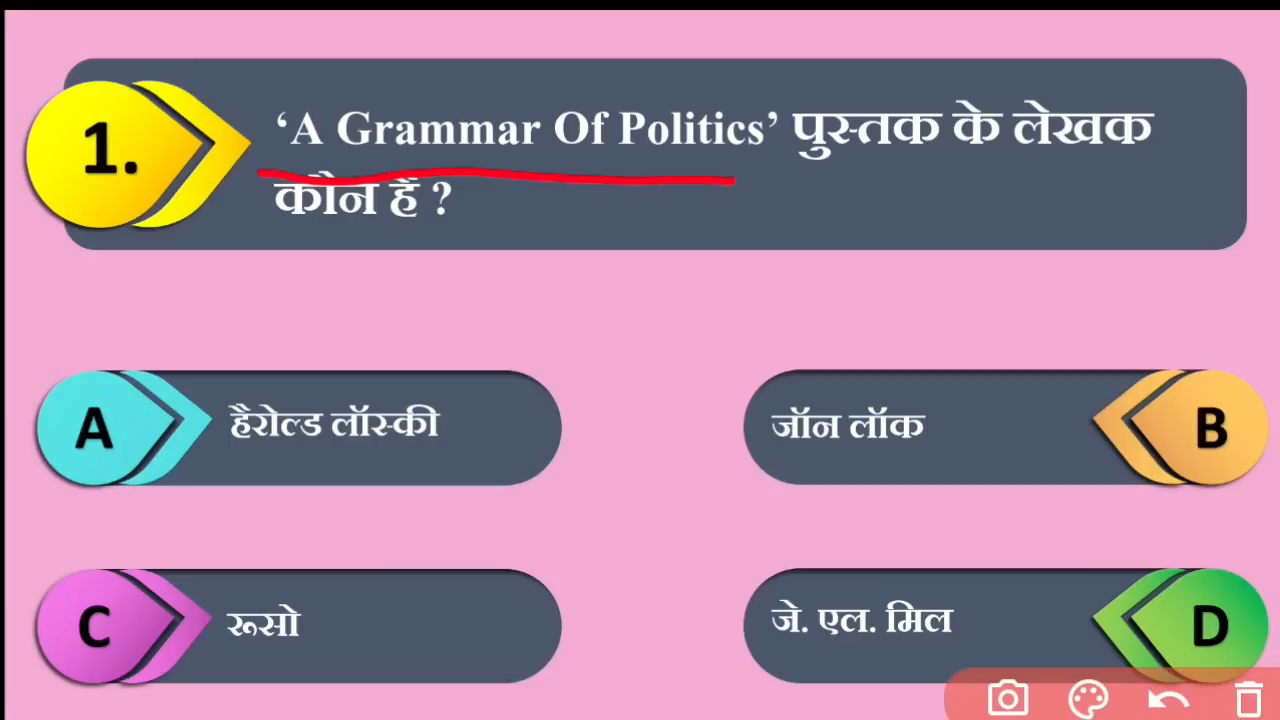 1.
‘A Grammar Of Politics’ पुस्तक के लेखक
कौन हैं ?
A हैरोल्ड लॉस्की
जॉन लॉक B
C रूसो
जे. एल. मिल D